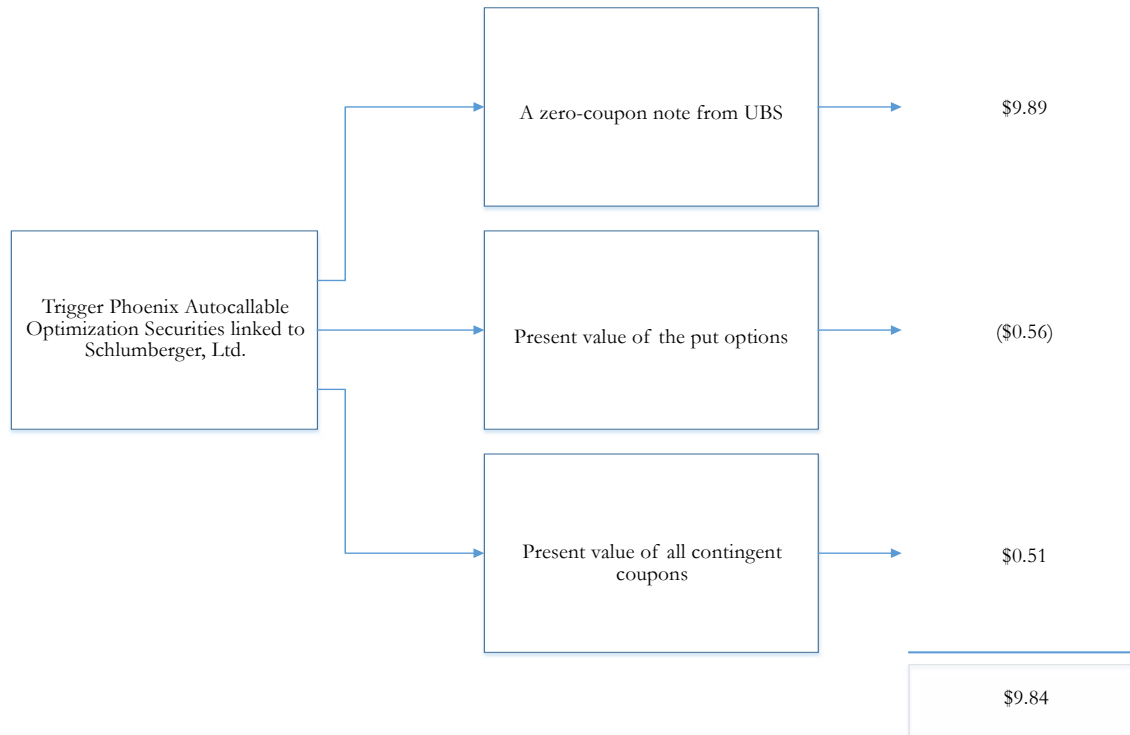 A zero-coupon note from UBS
$9.89
Trigger Phoenix Autocallable
Optimization Securities linked to
Schlumberger, Ltd.
Present value of the put options
($0.56)
Present value of all contingent
coupons
$0.51
$9.84